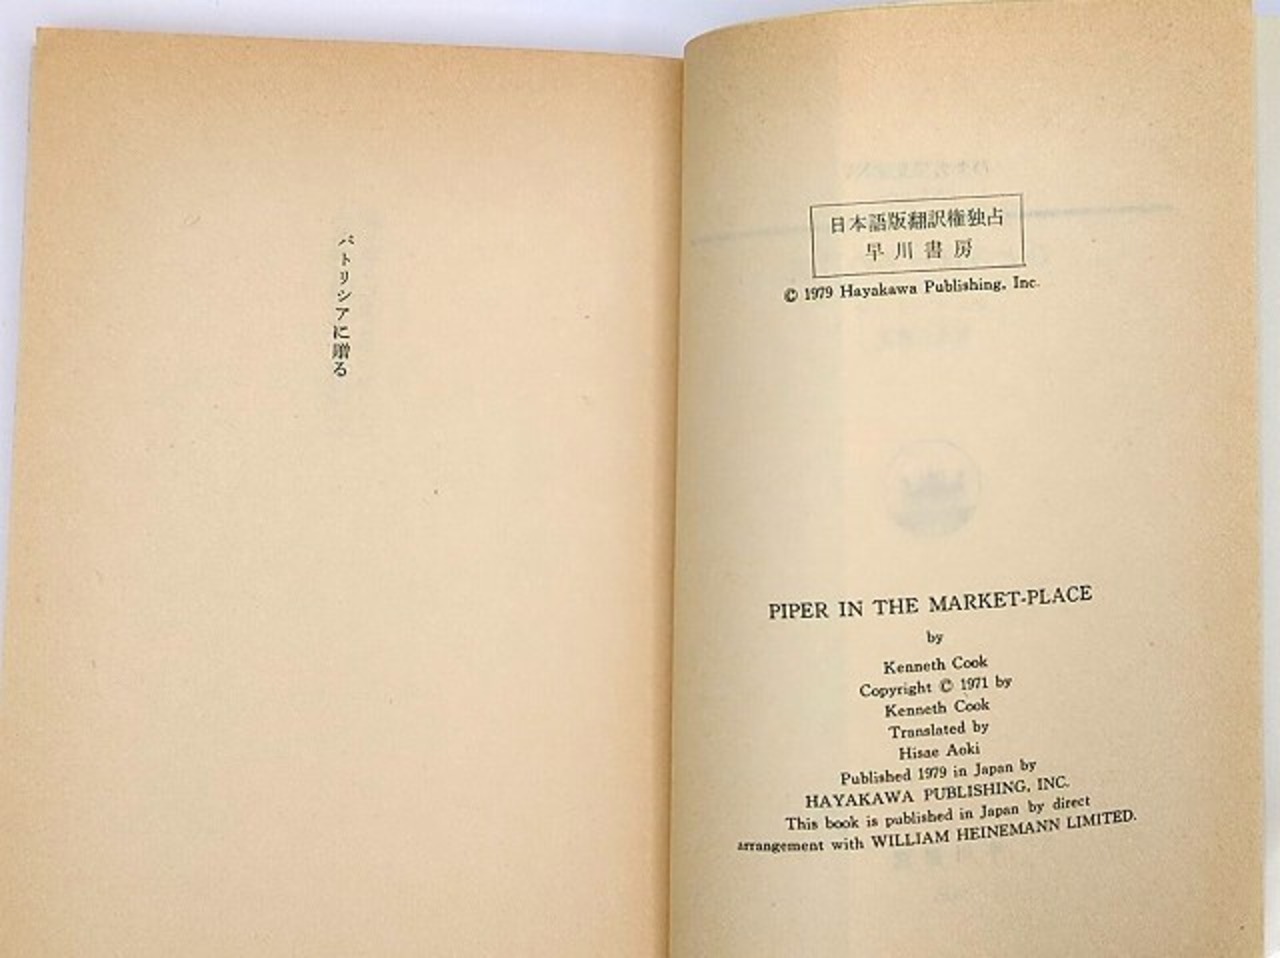 日本語版翻訳権独占
早川書房
© 1979 Hayakawa Publishing, Inc.
PIPER IN THE MARKET-PLACE
by
Kenneth Cook
Copyright © 1971 by
Kenneth Cook
Translated by
Hisae Aoki
Published 1979 in Japan by
HAYAKAWA PUBLISHING, INC.
This book is published in Japan by direct
arrangement with WILLIAM HEINEMANN LIMITED.
パトリシアに贈る